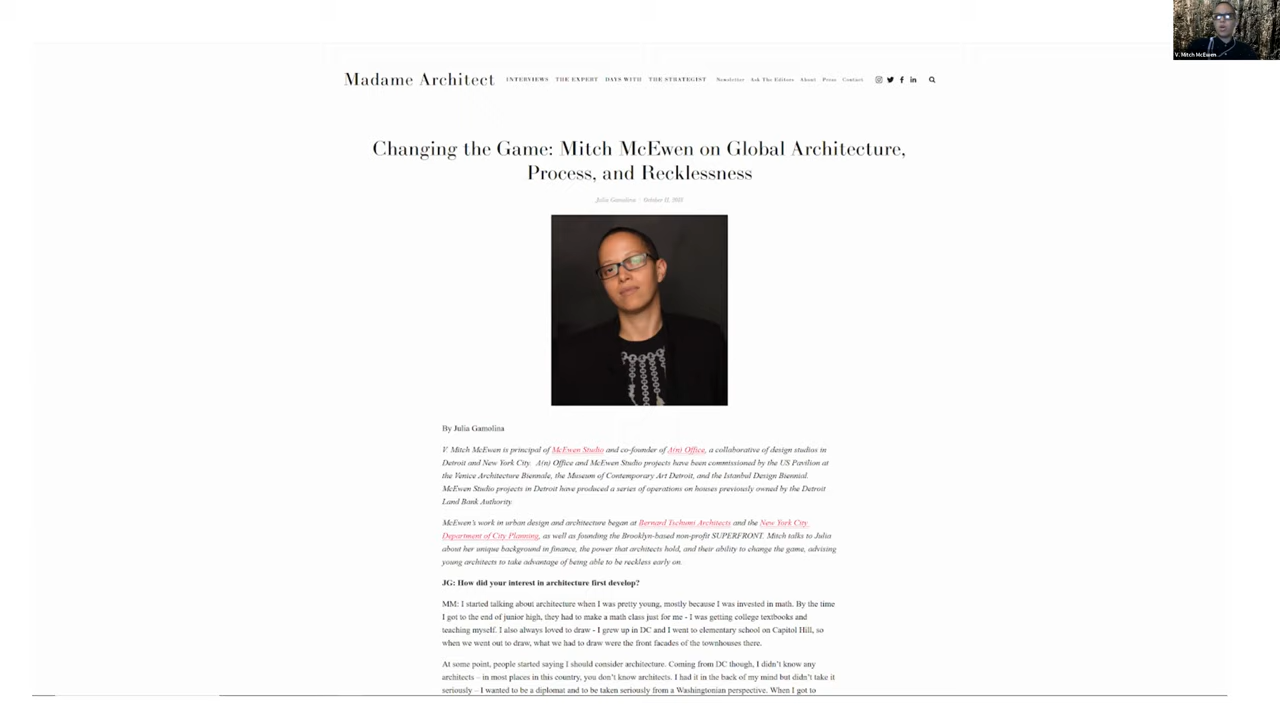 V. Mitch McEwen
Madame Architect INTERVIEWS THE EXPERT DAYS WITH THE STRATEGIST Newsletter Ask The Editors About Press Contact
Changing the Game: Mitch McEwen on Global Architecture,
Process, and Recklessness
Julia Gamolina | October 12,
By Julia Gamolina
V. Mitch McEwen is principal of McEwen Studio and co-founder of A(n) Office, a collaborative of design studios in
Detroit and New York City. A(n) Office and McEwen Studio projects have been commissioned by the US Pavilion at
the Venice Architecture Biennale, the Museum of Contemporary Art Detroit, and the Istanbul Design Biennial.
McEwen Studio projects in Detroit have produced a series of operations on houses previously owned by the Detroit
Land Bank Authority.
McEwen's work in urban design and architecture began at Bernard Tschumi Architects and the New York City
Department of City Planning, as well as founding the Brooklyn-based non-profit SUPERFRONT. Mitch talks to Julia
about her unique background in finance, the power that architects hold, and their ability to change the game, advising
young architects to take advantage of being able to be reckless early on.
JG: How did your interest in architecture first develop?
MM: I started talking about architecture when I was pretty young, mostly because I was invested in math. By the time
I got to the end of junior high, they had to make a math class just for me - I was getting college textbooks and
teaching myself. I also always loved to draw - I grew up in DC and I went to elementary school on Capitol Hill, so
when we went out to draw, what we had to draw were the front facades of the townhouses there.
At some point, people started saying I should consider architecture. Coming from DC though, I didn't know any
architects – in most places in this country, you don't know architects. I had it in the back of my mind but didn't take it
seriously – I wanted to be a diplomat and to be taken seriously from a Washingtonian perspective. When I got to